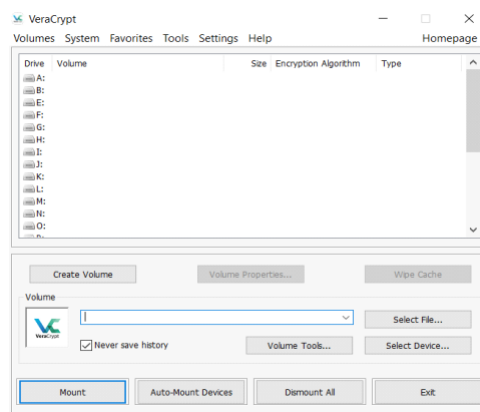 VeraCrypt
Volumes System Favorites Tools Settings Help Homepage
Drive Volume Size Encryption Algorithm Type
A:
B:
E:
F:
G:
H:
I:
J:
K:
L:
M:
N:
O:
Create Volume Volume Properties... Wipe Cache
Volume
Select File...
VeraCrypt
Never save history Volume Tools... Select Device...
Mount Auto-Mount Devices Dismount All Exit